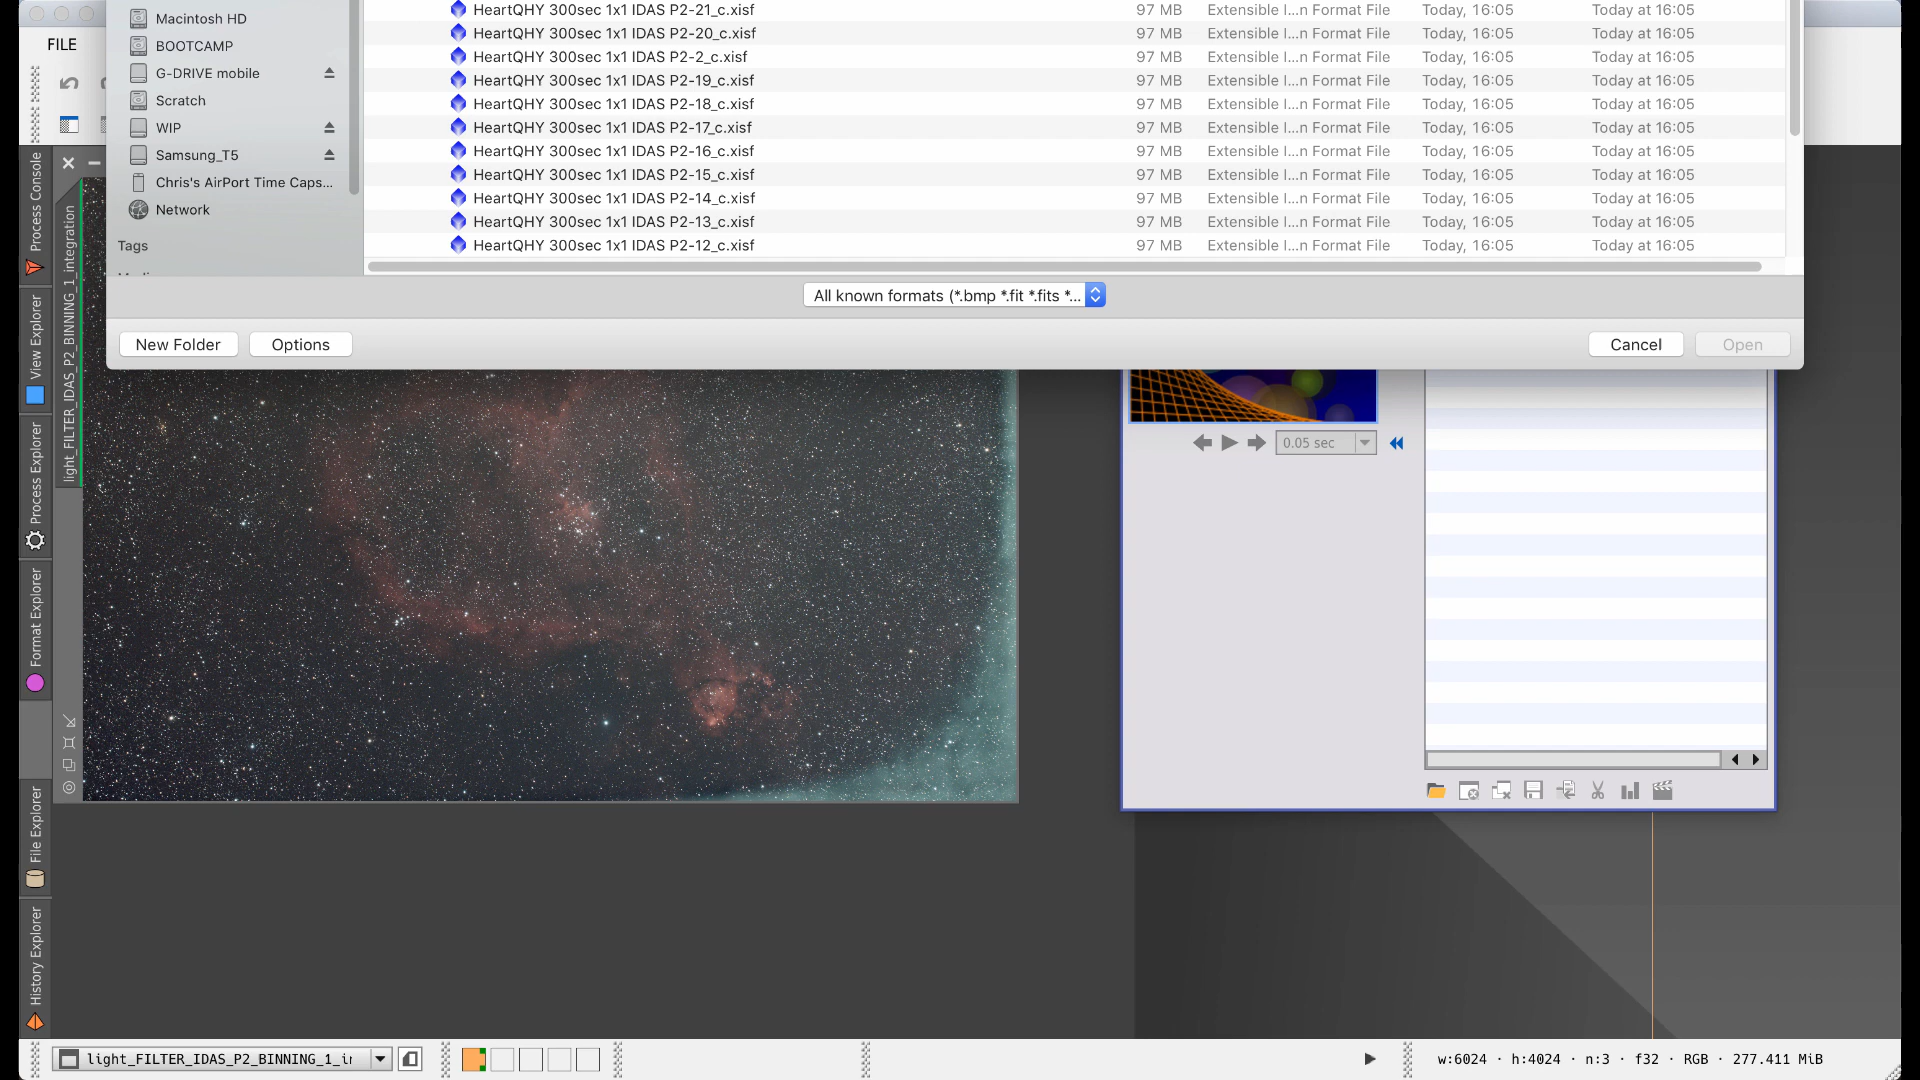 Macintosh HD
BOOTCAMP
G-DRIVE mobile
Scratch
WIP
Samsung_T5
Chris's AirPort Time Caps...
Network
Tags
HeartQHY 300sec 1x1 IDAS P2-21_c.xisf 97 MB Extensible I...n Format File Today, 16:05 Today at 16:05
HeartQHY 300sec 1x1 IDAS P2-20_c.xisf 97 MB Extensible I...n Format File Today, 16:05 Today at 16:05
HeartQHY 300sec 1x1 IDAS P2-2_c.xisf 97 MB Extensible I...n Format File Today, 16:05 Today at 16:05
HeartQHY 300sec 1x1 IDAS P2-19_c.xisf 97 MB Extensible I...n Format File Today, 16:05 Today at 16:05
HeartQHY 300sec 1x1 IDAS P2-18_c.xisf 97 MB Extensible I...n Format File Today, 16:05 Today at 16:05
HeartQHY 300sec 1x1 IDAS P2-17_c.xisf 97 MB Extensible I...n Format File Today, 16:05 Today at 16:05
HeartQHY 300sec 1x1 IDAS P2-16_c.xisf 97 MB Extensible I...n Format File Today, 16:05 Today at 16:05
HeartQHY 300sec 1x1 IDAS P2-15_c.xisf 97 MB Extensible I...n Format File Today, 16:05 Today at 16:05
HeartQHY 300sec 1x1 IDAS P2-14_c.xisf 97 MB Extensible I...n Format File Today, 16:05 Today at 16:05
HeartQHY 300sec 1x1 IDAS P2-13_c.xisf 97 MB Extensible I...n Format File Today, 16:05 Today at 16:05
HeartQHY 300sec 1x1 IDAS P2-12_c.xisf 97 MB Extensible I...n Format File Today, 16:05 Today at 16:05
All known formats (*.bmp *.fit *.fits *...
New Folder
Options
Cancel
Open
FILE
Process Console
View Explorer
Process Explorer
Format Explorer
File Explorer
History Explorer
light_FILTER_IDAS_P2_BINNING_1_integration
0.05 sec
light_FILTER_IDAS_P2_BINNING_1_i
w:6024 · h:4024 · n:3 · f32 · RGB · 277.411 MiB